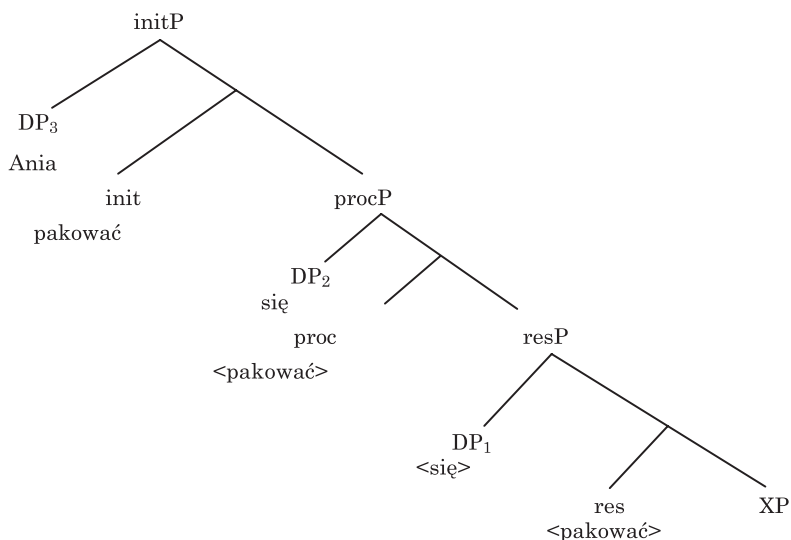 initP
DP₃
Ania
init
procP
pakować
DP₂
się
proc
resP
<pakować>
DP₁
<się>
res
XP
<pakować>